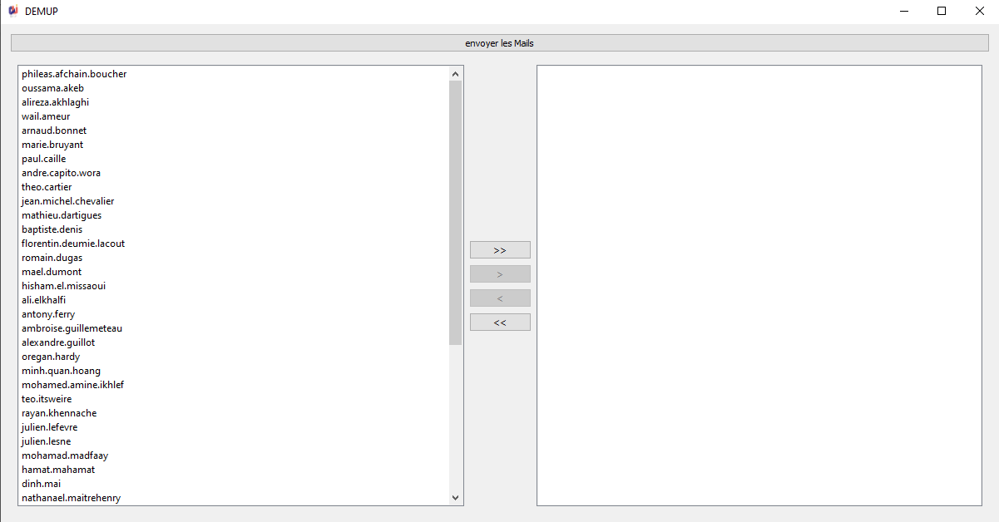 DEMUP
envoyer les Mails
phileas.afchain.boucher
oussama.akeb
alireza.akhlaghi
wail.ameur
arnaud.bonnet
marie.bruyant
paul.caille
andre.capito.wora
theo.cartier
jean.michel.chevalier
mathieu.dartigues
baptiste.denis
florentin.deumie.lacout
romain.dugas
mael.dumont
hisham.el.missaoui
ali.elkhalfi
antony.ferry
ambroise.guillemeteau
alexandre.guillot
oregan.hardy
minh.quan.hoang
mohamed.amine.ikhlef
teo.itsweire
rayan.khennache
julien.lefevre
julien.lesne
mohamad.madfaay
hamat.mahamat
dinh.mai
nathanael.maitrehenry
>>
>
<
<<